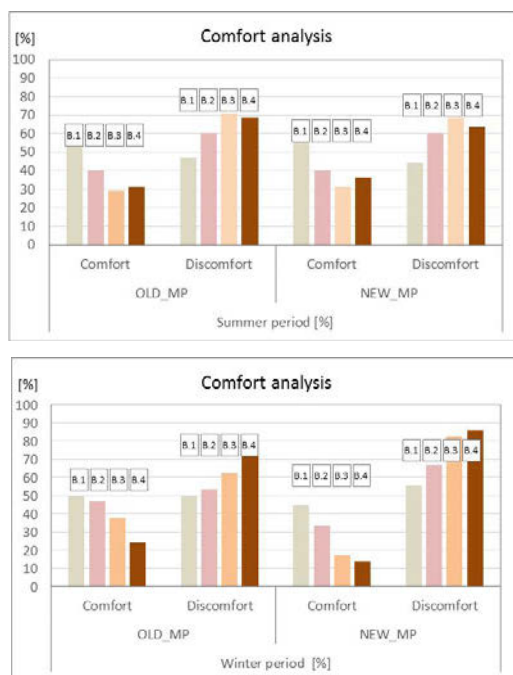 [%] Comfort analysis
100
90
80
70
60
50
40
30
20
10
0
B.1 B.2 B.3 B.4
B.1 B.2 B.3 B.4
B.1 B.2 B.3 B.4
B.1 B.2 B.3 B.4
Comfort Discomfort Comfort Discomfort
OLD_MP NEW_MP
Summer period [%]
[%] Comfort analysis
100
90
80
70
60
50
40
30
20
10
0
B.1 B.2 B.3 B.4
B.1 B.2 B.3 B.4
B.1 B.2 B.3 B.4
B.1 B.2 B.3 B.4
Comfort Discomfort Comfort Discomfort
OLD_MP NEW_MP
Winter period [%]